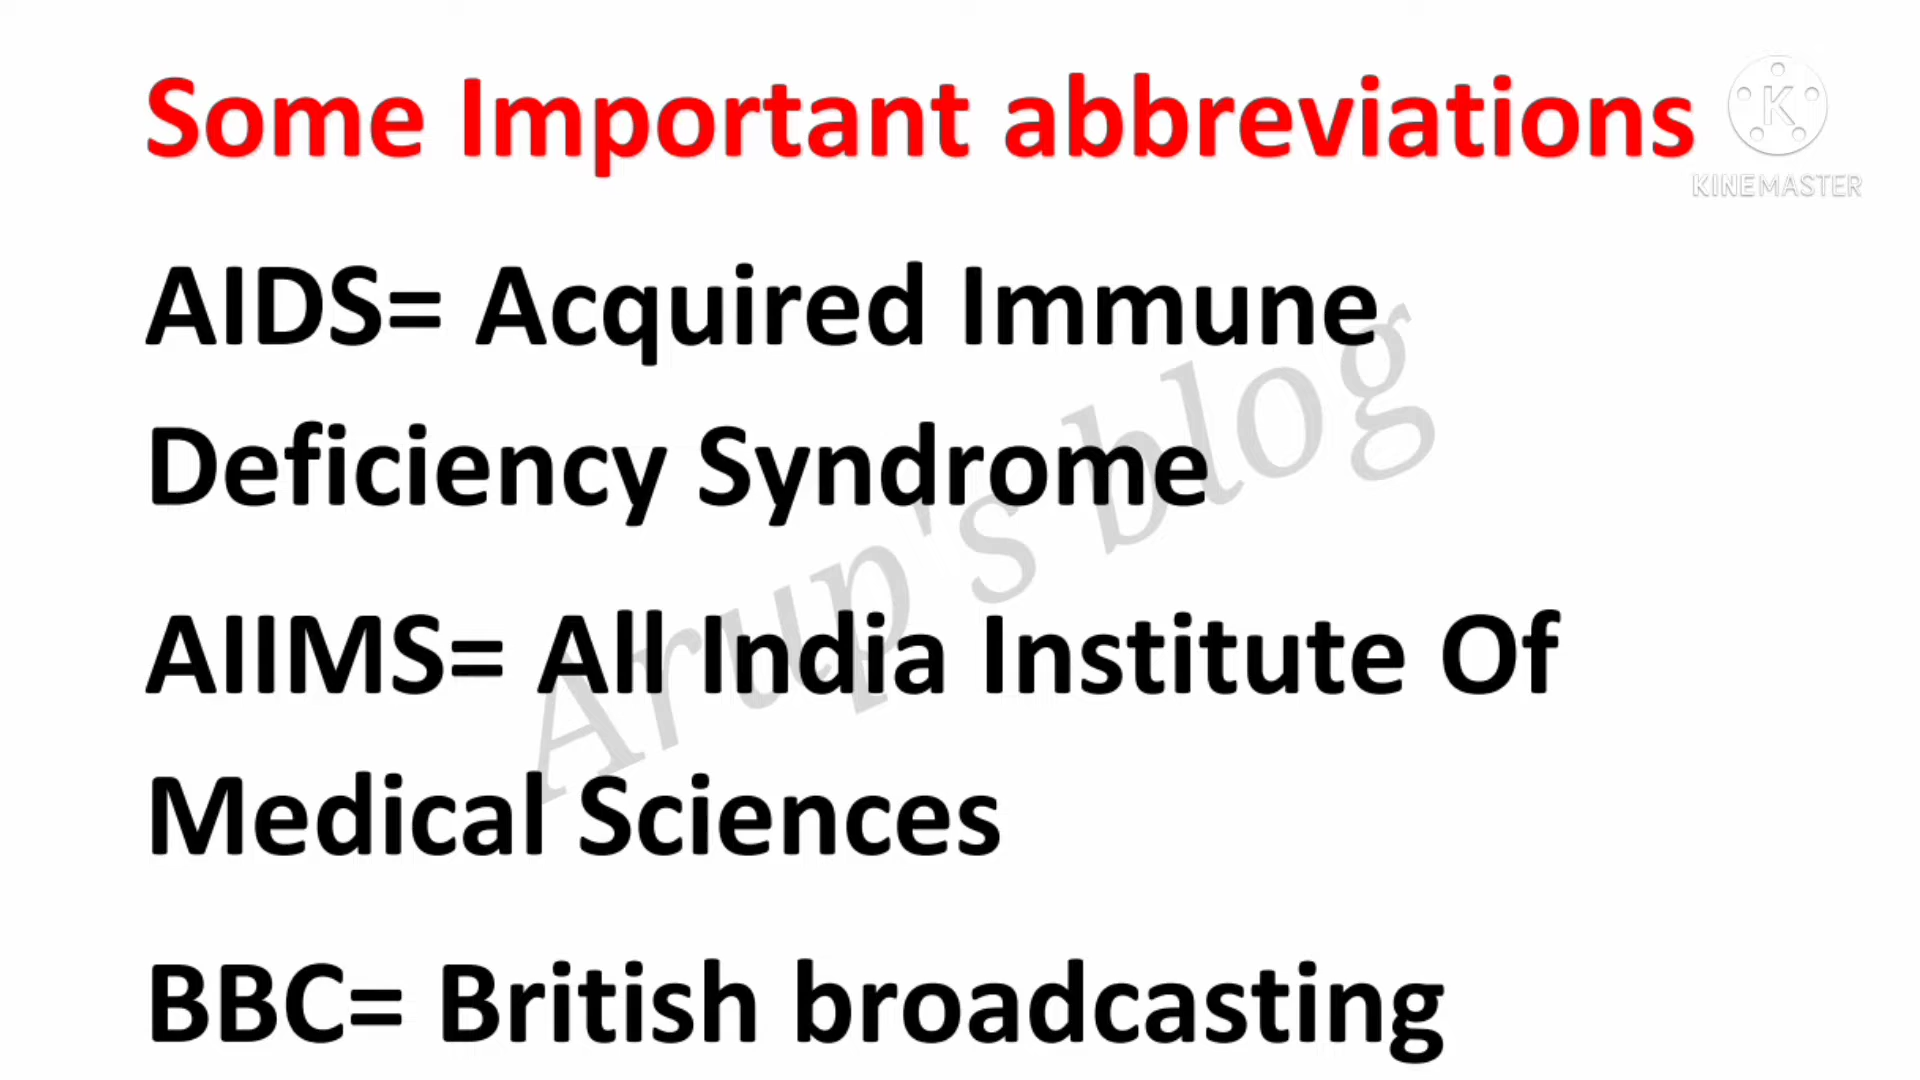 Some Important abbreviations
K
KINEMASTER
AIDS= Acquired Immune
Deficiency Syndrome
AIIMS= All India Institute Of
Medical Sciences
BBC= British broadcasting
Arup's blog